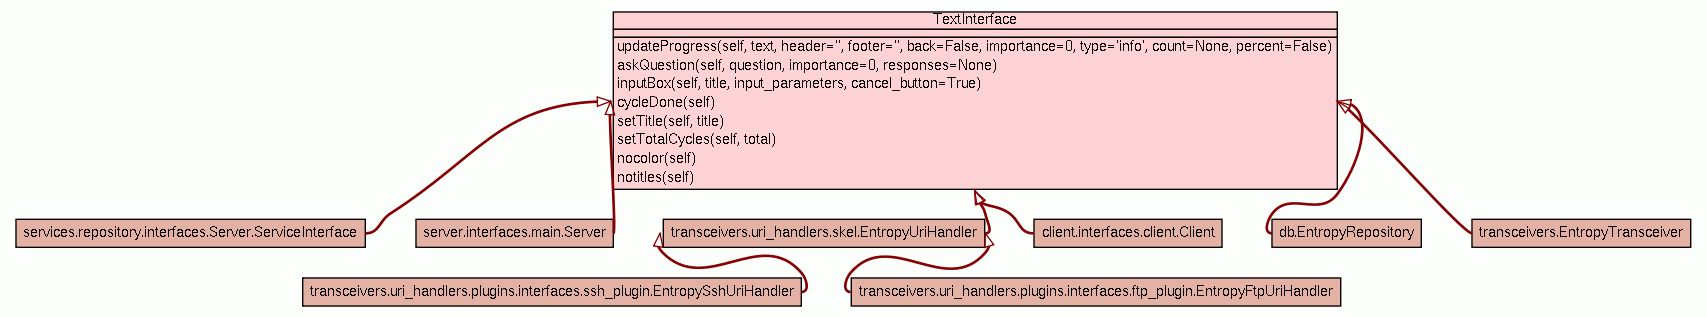 TextInterface
updateProgress(self, text, header='', footer='', back=False, importance=0, type='info', count=None, percent=False)
askQuestion(self, question, importance=0, responses=None)
inputBox(self, title, input_parameters, cancel_button=True)
cycleDone(self)
setTitle(self, title)
setTotalCycles(self, total)
nocolor(self)
notitles(self)
services.repository.interfaces.Server.ServiceInterface
server.interfaces.main.Server
transceivers.uri_handlers.skel.EntropyUriHandler
client.interfaces.client.Client
db.EntropyRepository
transceivers.EntropyTransceiver
transceivers.uri_handlers.plugins.interfaces.ssh_plugin.EntropySshUriHandler
transceivers.uri_handlers.plugins.interfaces.ftp_plugin.EntropyFtpUriHandler